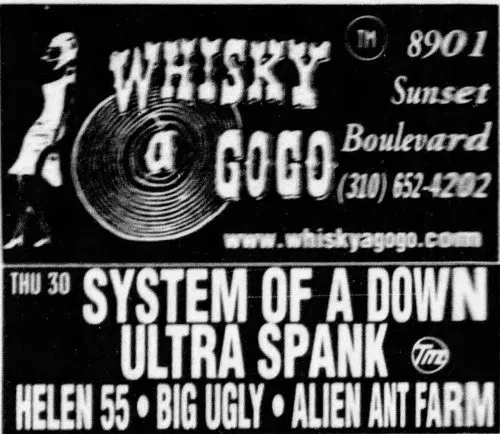 WHISKY
a
GOGO
TM
8901
Sunset
Boulevard
(310) 652-4202
www.whiskyagogo.com
THU 30
SYSTEM OF A DOWN
ULTRA SPANK
Tm
HELEN 55 • BIG UGLY • ALIEN ANT FARM